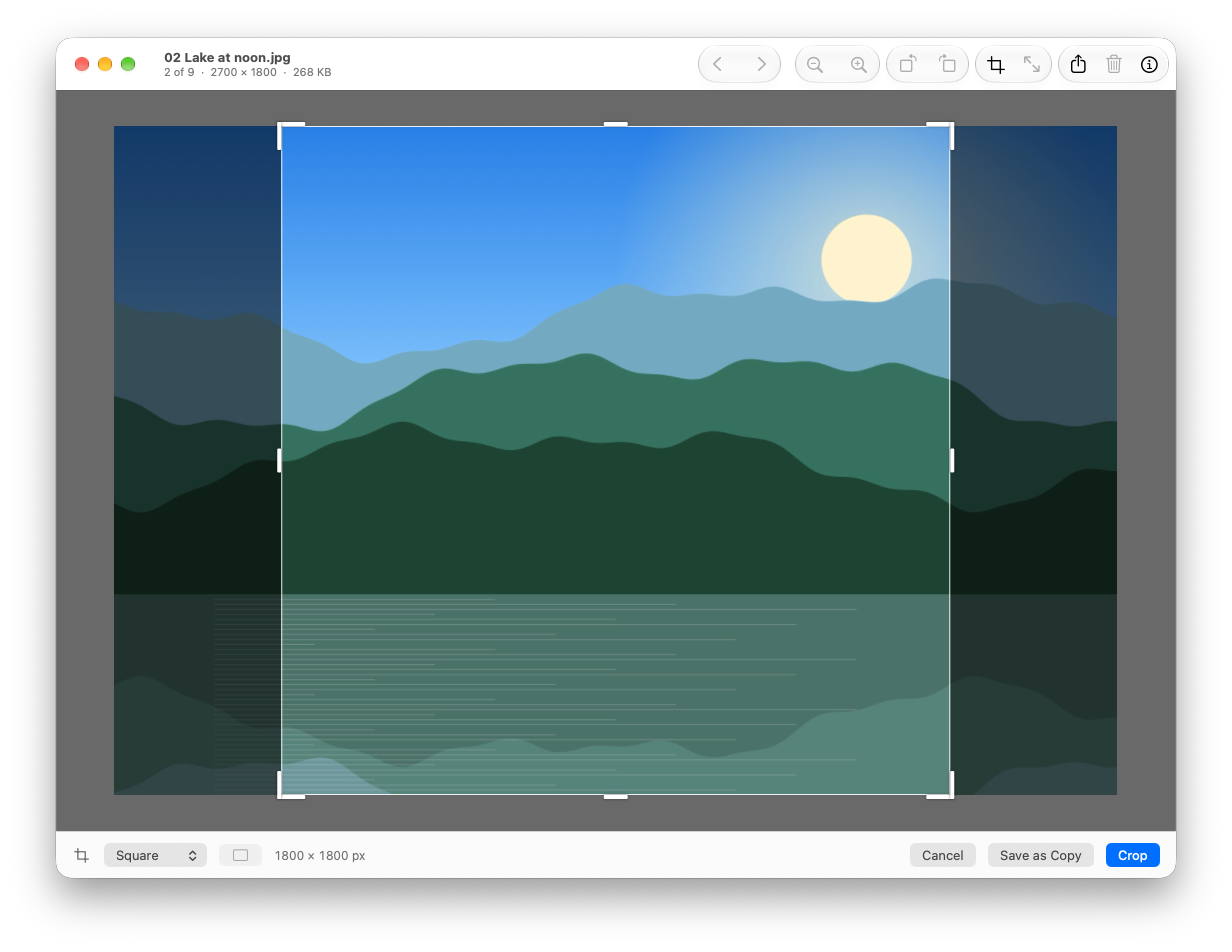 02 Lake at noon.jpg
2 of 9 · 2700 × 1800 · 268 KB
Square
1800 × 1800 px
Cancel
Save as Copy
Crop